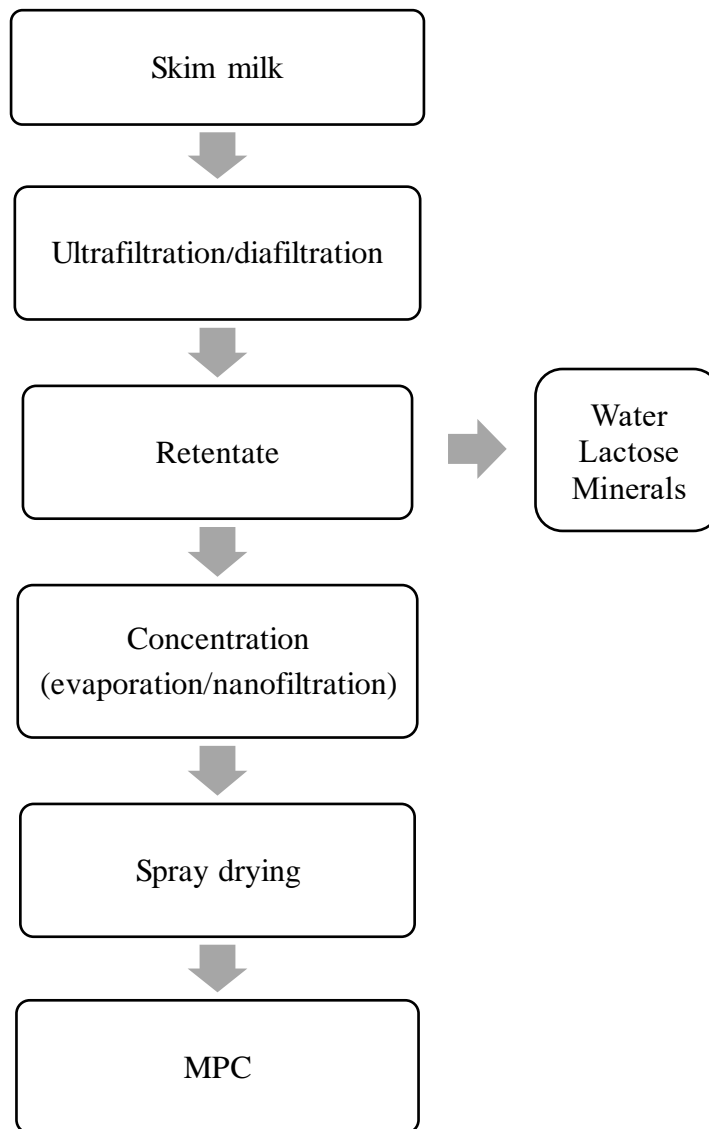 Skim milk
Ultrafiltration/diafiltration
Retentate
Water
Lactose
Minerals
Concentration
(evaporation/nanofiltration)
Spray drying
MPC